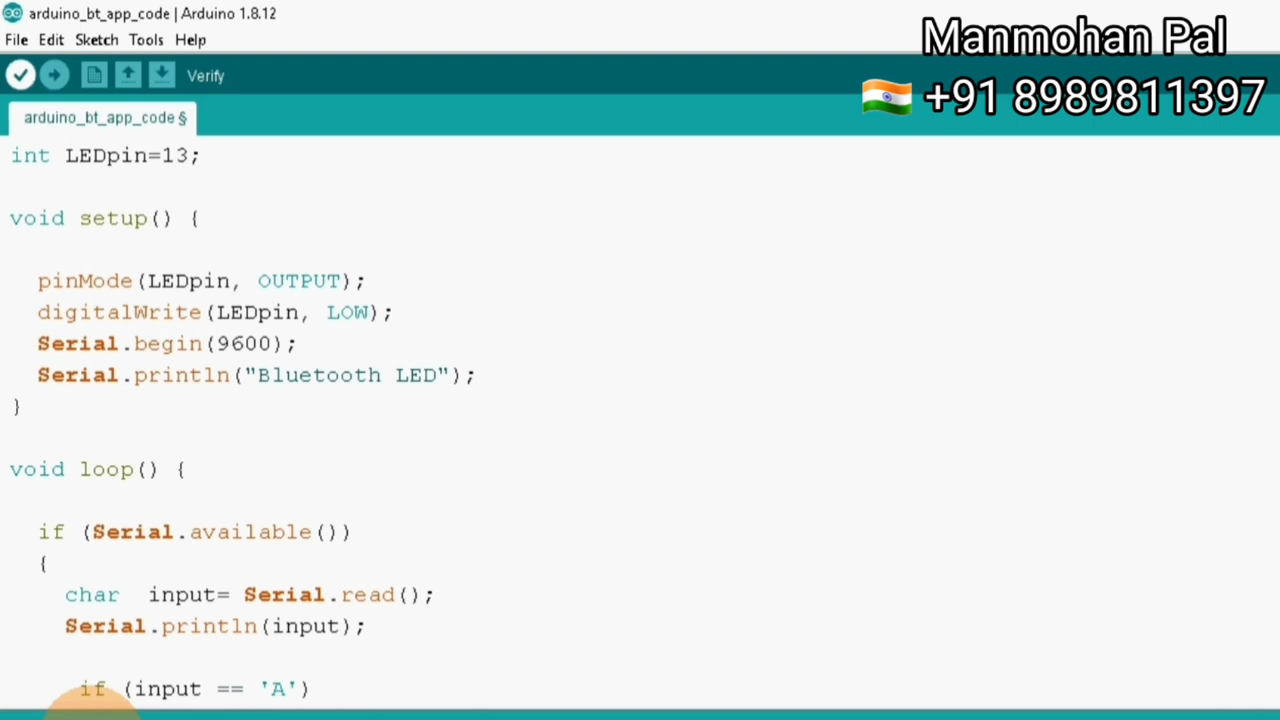 arduino_bt_app_code | Arduino 1.8.12
Manmohan Pal
File Edit Sketch Tools Help
Verify
+91 8989811397
arduino_bt_app_code §
int LEDpin=13;
void setup() {
pinMode(LEDpin, OUTPUT);
digitalWrite(LEDpin, LOW);
Serial.begin(9600);
Serial.println("Bluetooth LED");
}
void loop() {
if (Serial.available())
{
char  input= Serial.read();
Serial.println(input);
if (input == 'A')